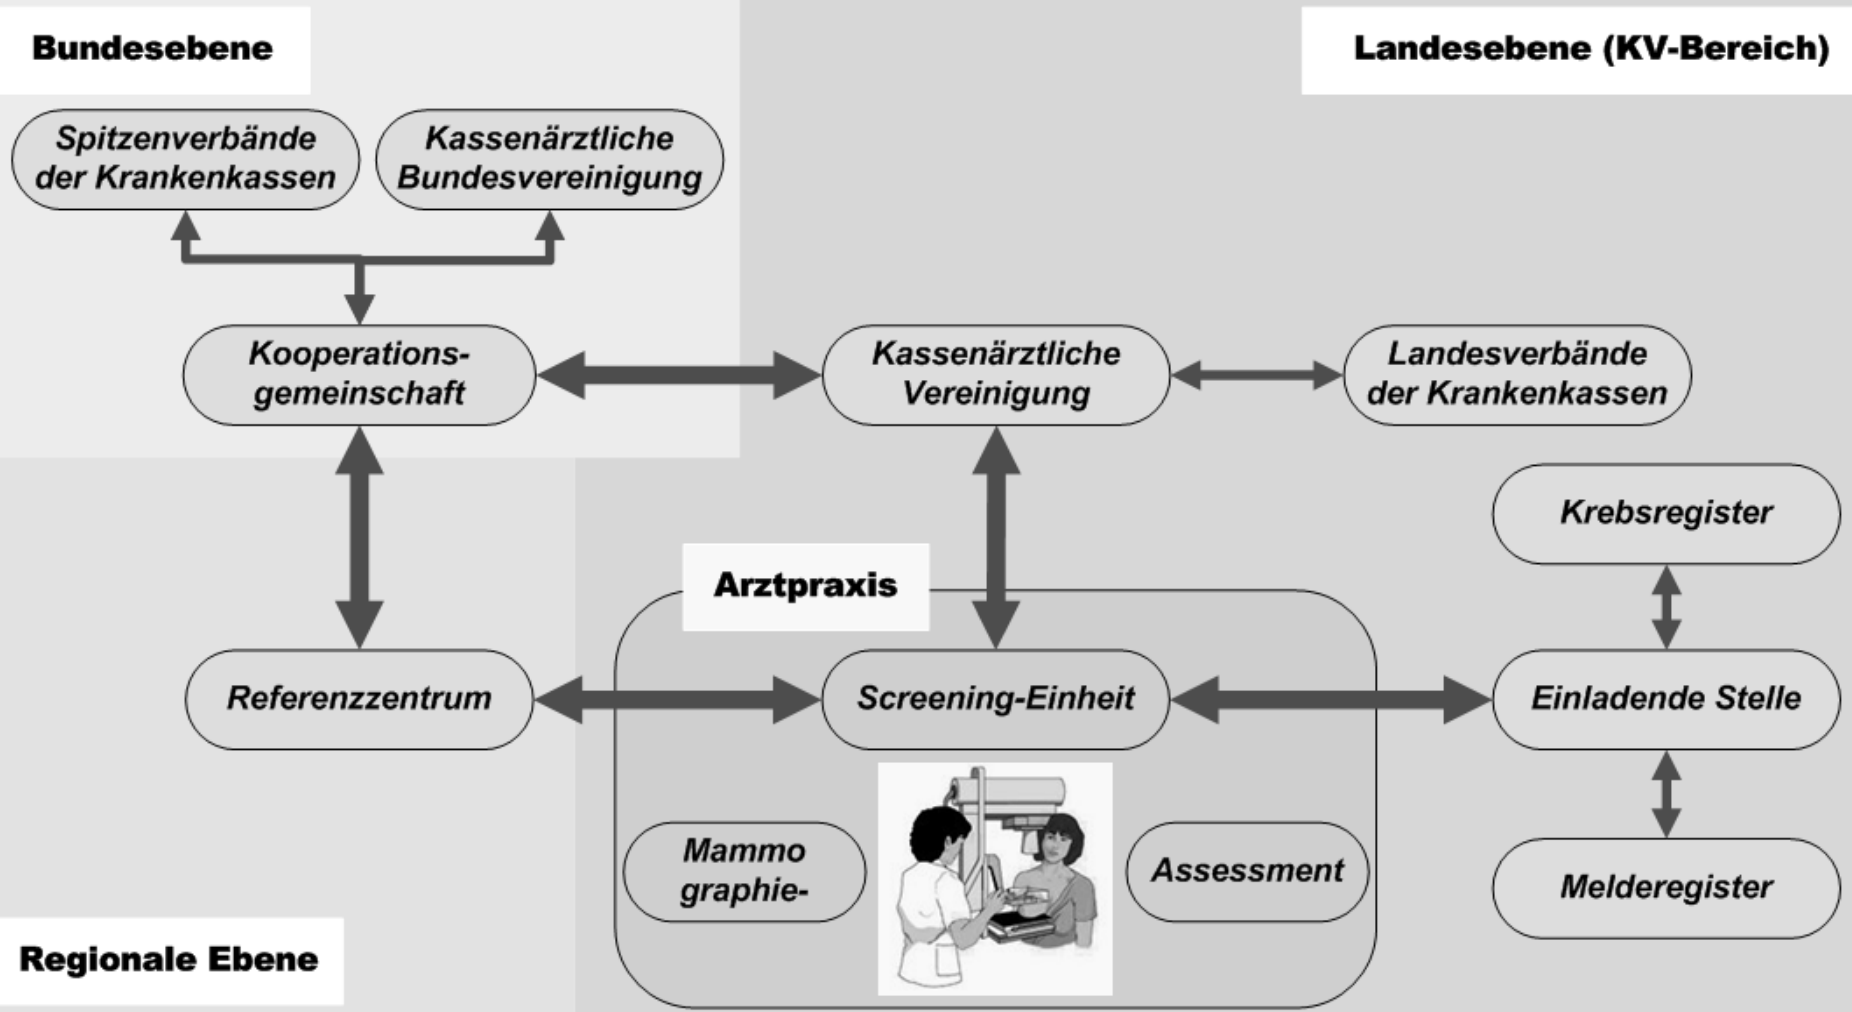 Bundesebene
Landesebene (KV-Bereich)
Spitzenverbände
der Krankenkassen
Kassenärztliche
Bundesvereinigung
Kooperations-
gemeinschaft
Kassenärztliche
Vereinigung
Landesverbände
der Krankenkassen
Krebsregister
Arztpraxis
Referenzzentrum
Screening-Einheit
Einladende Stelle
Mammo
graphie-
Assessment
Melderegister
Regionale Ebene